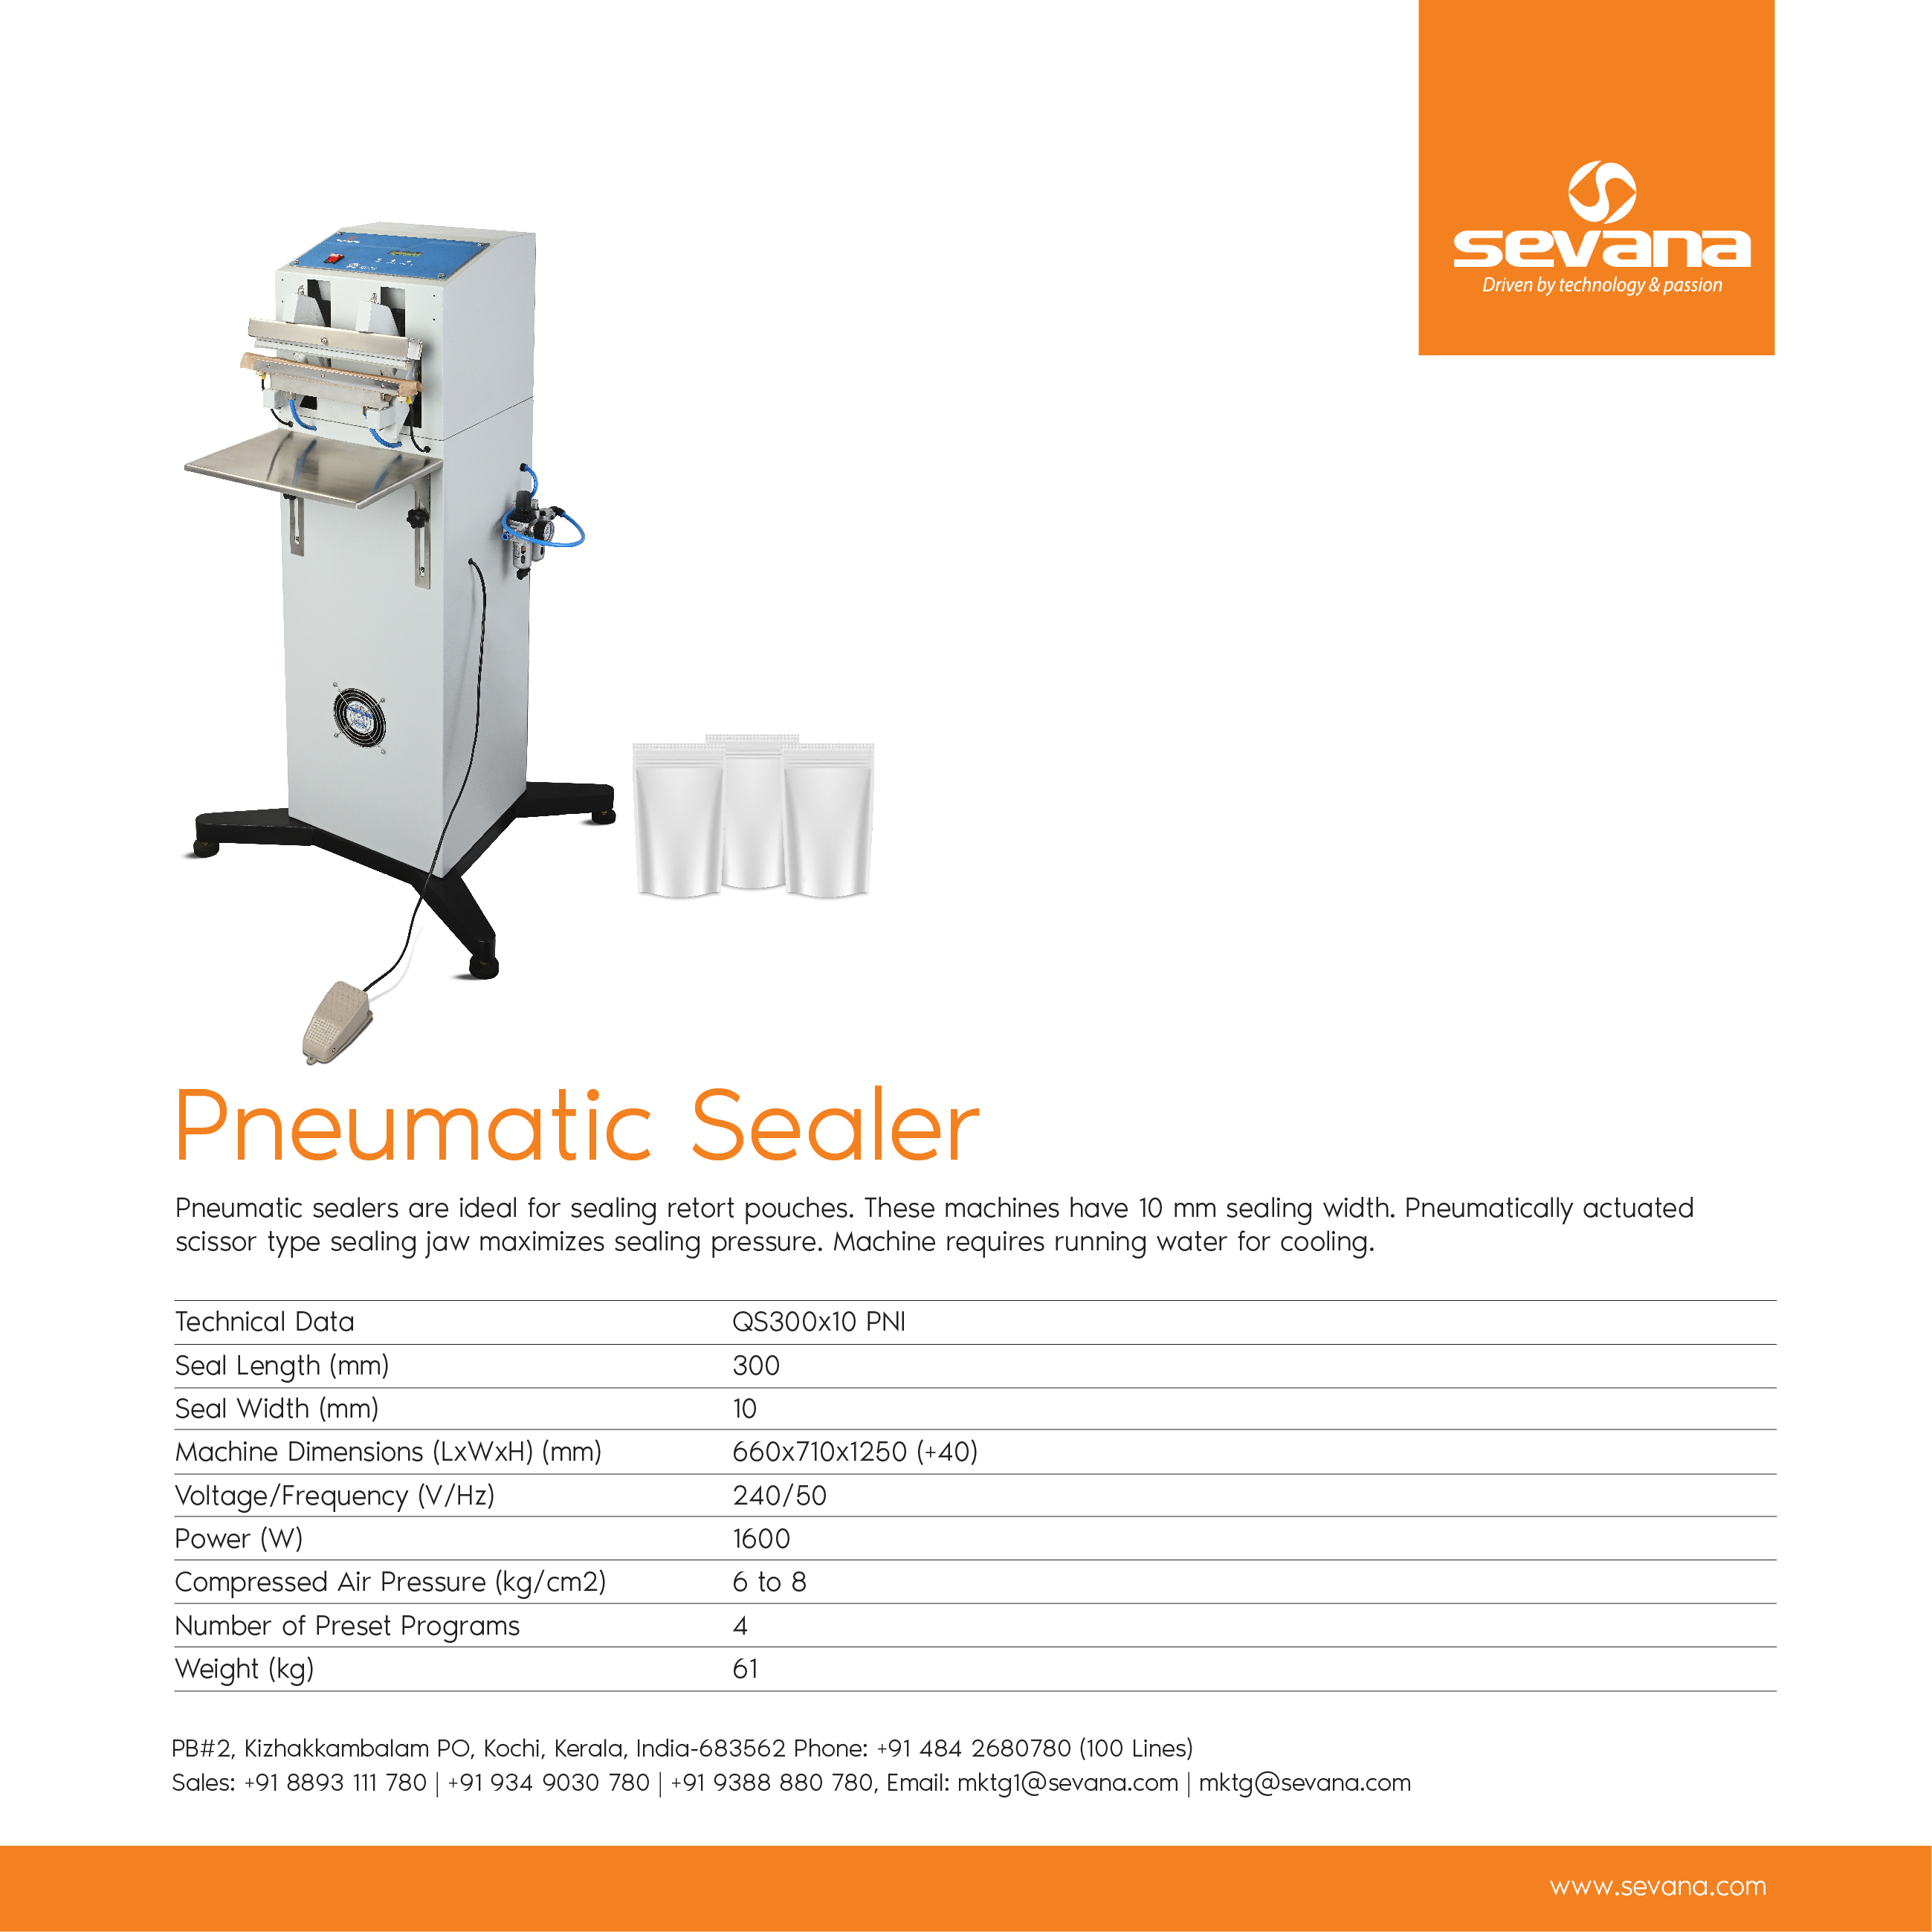 sevana
Driven by technology & passion
Pneumatic Sealer
Pneumatic sealers are ideal for sealing retort pouches. These machines have 10 mm sealing width. Pneumatically actuated
scissor type sealing jaw maximizes sealing pressure. Machine requires running water for cooling.
Technical Data QS300x10 PNI
Seal Length (mm) 300
Seal Width (mm) 10
Machine Dimensions (LxWxH) (mm) 660x710x1250 (+40)
Voltage/Frequency (V/Hz) 240/50
Power (W) 1600
Compressed Air Pressure (kg/cm2) 6 to 8
Number of Preset Programs 4
Weight (kg) 61
PB#2, Kizhakkambalam PO, Kochi, Kerala, India-683562 Phone: +91 484 2680780 (100 Lines)
Sales: +91 8893 111 780 | +91 934 9030 780 | +91 9388 880 780, Email: mktg1@sevana.com | mktg@sevana.com
www.sevana.com